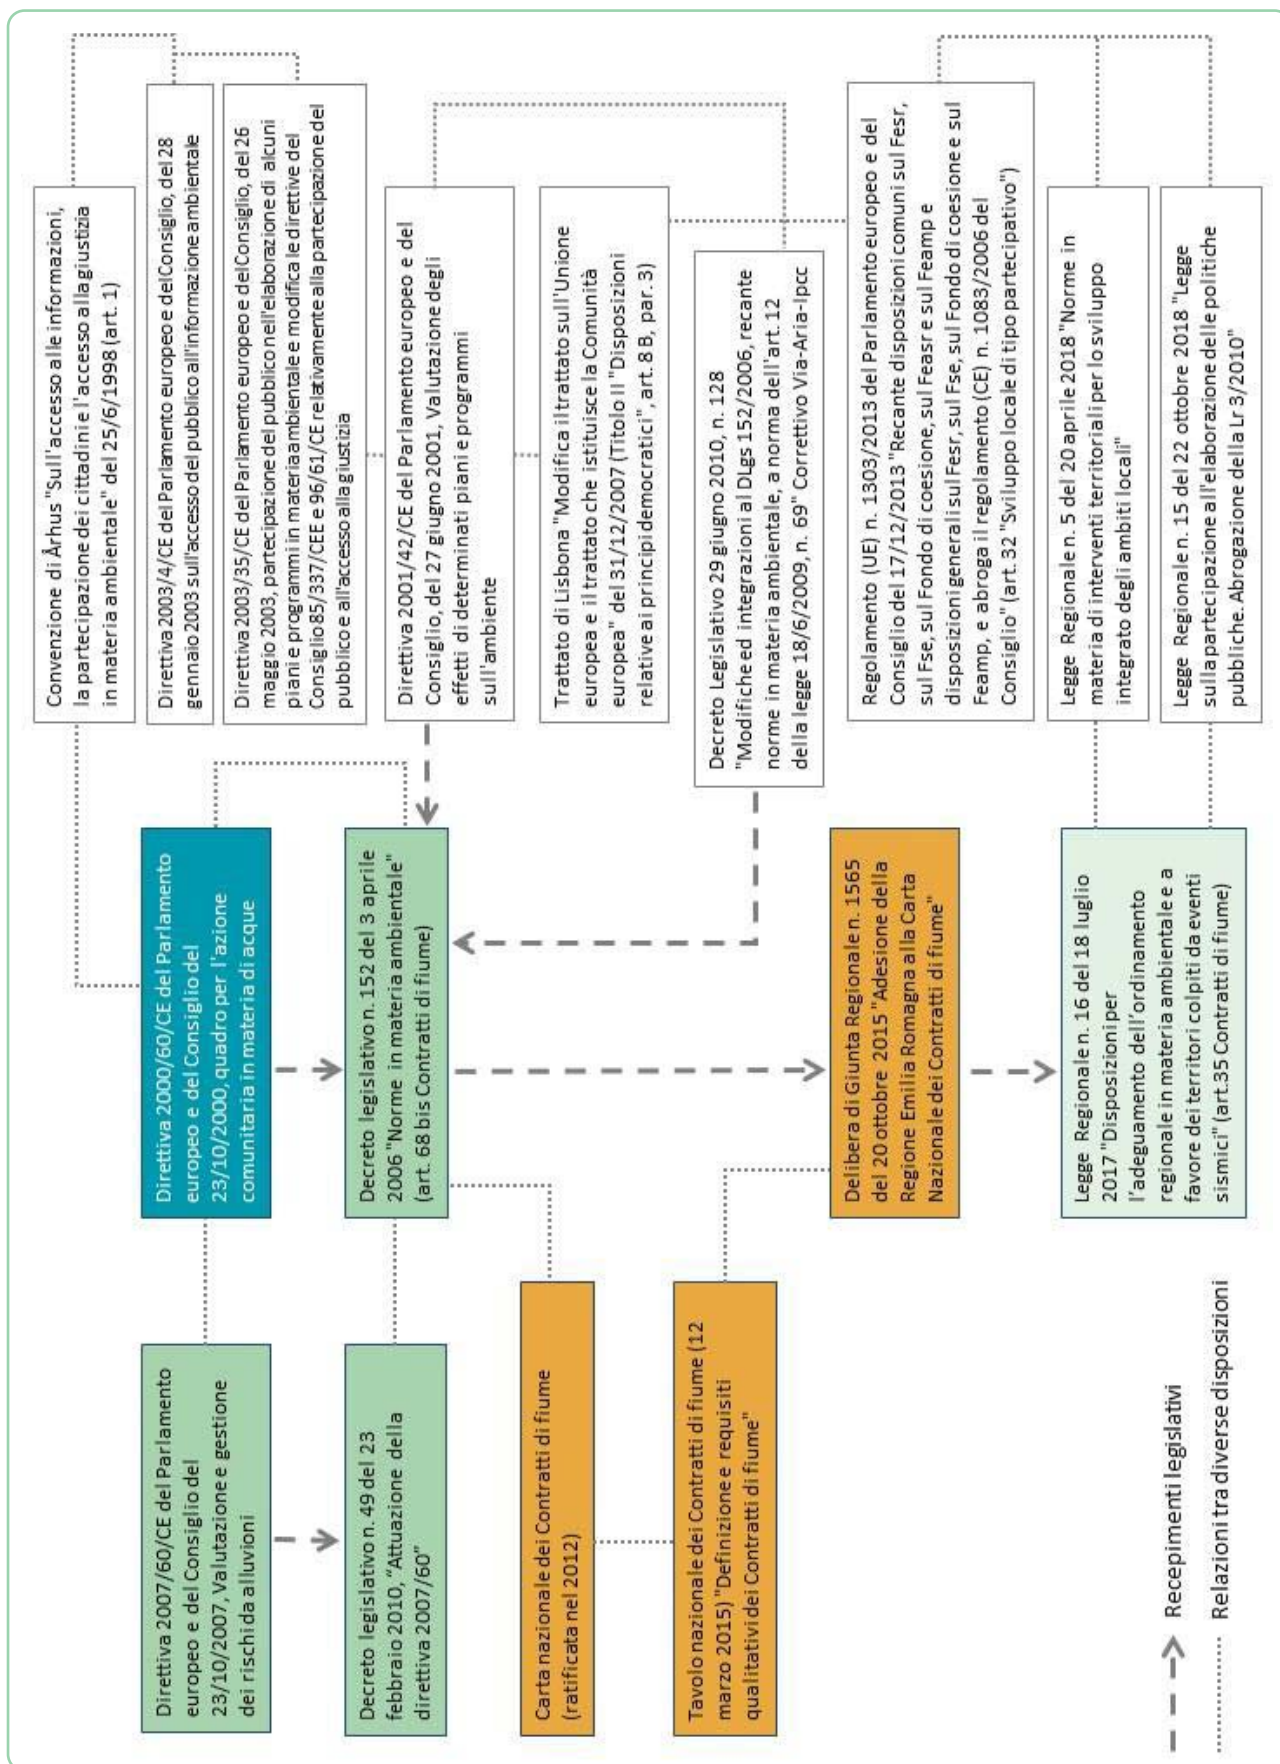 Direttiva 2007/60/CE del Parlamento
europeo e del Consiglio del
23/10/2007, Valutazione e gestione
dei rischi da alluvioni
Decreto legislativo n. 49 del 23
febbraio 2010, "Attuazione della
direttiva 2007/60"
Carta nazionale dei Contratti di fiume
(ratificata nel 2012)
Tavolo nazionale dei Contratti di fiume (12
marzo 2015) "Definizione e requisiti
qualitativi dei Contratti di fiume"
Direttiva 2000/60/CE del Parlamento
europeo e del Consiglio del
23/10/2000, quadro per l'azione
comunitaria in materia di acque
Decreto legislativo n. 152 del 3 aprile
2006 "Norme in materia ambientale"
(art. 68 bis Contratti di fiume)
Delibera di Giunta Regionale n. 1565
del 20 ottobre 2015 "Adesione della
Regione Emilia Romagna alla Carta
Nazionale dei Contratti di fiume"
Legge Regionale n. 16 del 18 luglio
2017 "Disposizioni per
l'adeguamento dell'ordinamento
regionale in materia ambientale e a
favore dei territori colpiti da eventi
sismici" (art.35 Contratti di fiume)
Convenzione di Århus "Sull'accesso alle informazioni,
la partecipazione dei cittadini e l'accesso alla giustizia
in materia ambientale" del 25/6/1998 (art. 1)
Direttiva 2003/4/CE del Parlamento europeo e del Consiglio, del 28
gennaio 2003 sull'accesso del pubblico all'informazione ambientale
Direttiva 2003/35/CE del Parlamento europeo e del Consiglio, del 26
maggio 2003, partecipazione del pubblico nell'elaborazione di alcuni
piani e programmi in materia ambientale e modifica le direttive del
Consiglio 85/337/CEE e 96/61/CE relativamente alla partecipazione del
pubblico e all'accesso alla giustizia
Direttiva 2001/42/CE del Parlamento europeo e del
Consiglio, del 27 giugno 2001, Valutazione degli
effetti di determinati piani e programmi
sull'ambiente
Trattato di Lisbona "Modifica il trattato sull'Unione
europea e il trattato che istituisce la Comunità
europea" del 31/12/2007 (Titolo II "Disposizioni
relative ai principi democratici", art. 8 B, par. 3)
Decreto Legislativo 29 giugno 2010, n. 128
"Modifiche ed integrazioni al DLgs 152/2006, recante
norme in materia ambientale, a norma dell'art. 12
della legge 18/6/2009, n. 69" Correttivo Via-Aria-Ipcc
Regolamento (UE) n. 1303/2013 del Parlamento europeo e del
Consiglio del 17/12/2013 "Recante disposizioni comuni sul Fesr,
sul Fse, sul Fondo di coesione, sul Feasr e sul Feamp e
disposizioni generali sul Fesr, sul Fse, sul Fondo di coesione e sul
Feamp, e abroga il regolamento (CE) n. 1083/2006 del
Consiglio" (art. 32 "Sviluppo locale di tipo partecipativo")
Legge Regionale n. 5 del 20 aprile 2018 "Norme in
materia di interventi territoriali per lo sviluppo
integrato degli ambiti locali"
Legge Regionale n. 15 del 22 ottobre 2018 "Legge
sulla partecipazione all'elaborazione delle politiche
pubbliche. Abrogazione della Lr 3/2010"
Recepimenti legislativi
Relazioni tra diverse disposizioni